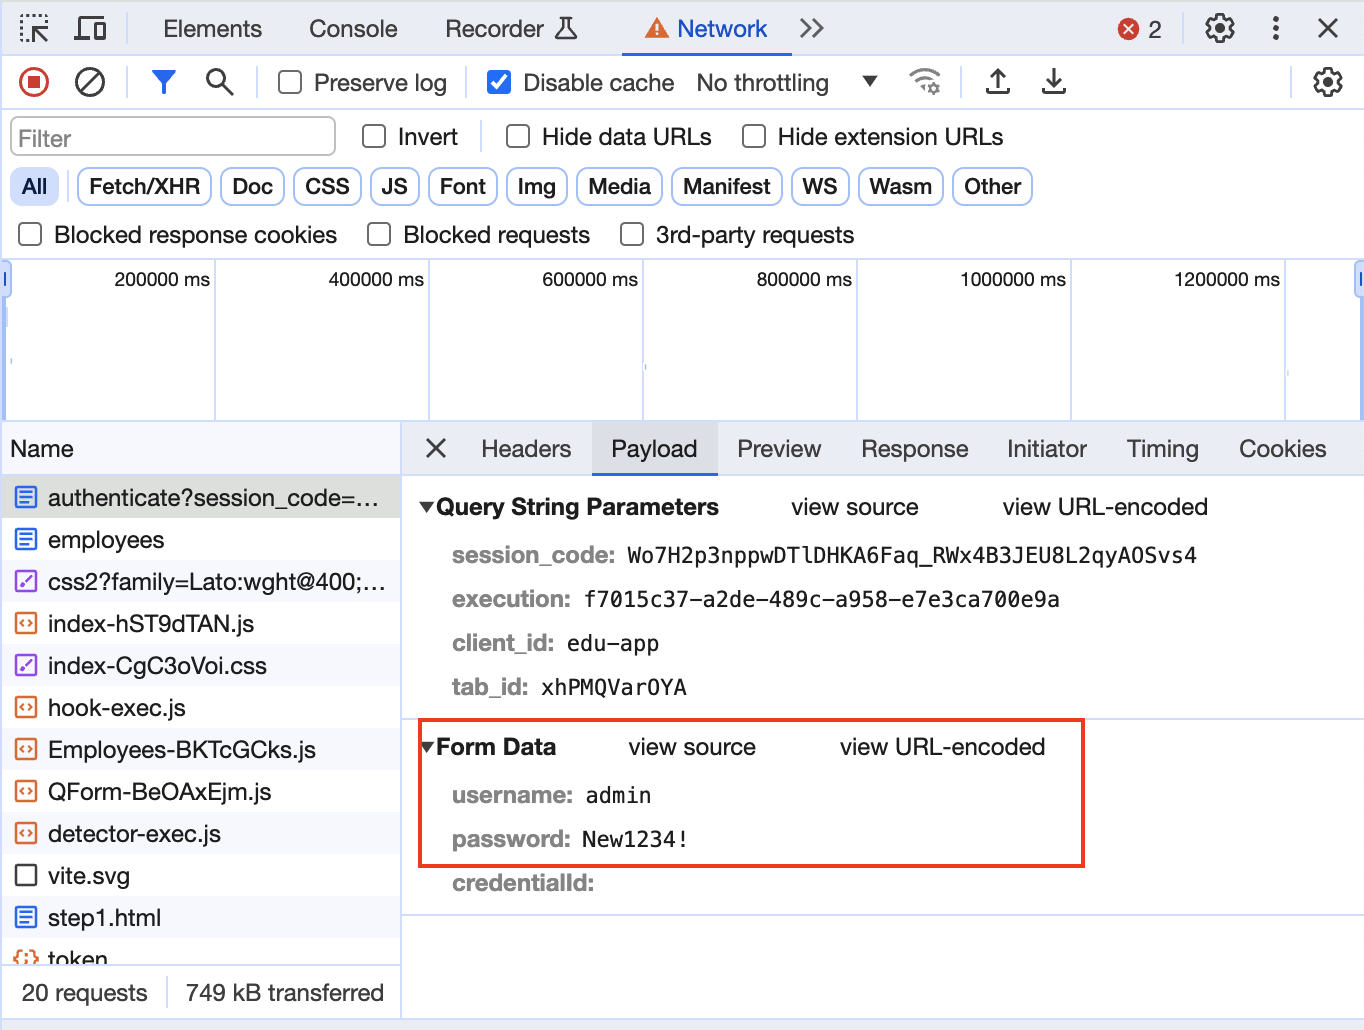 Elements Console Recorder Network 2
Preserve log Disable cache No throttling
Filter Invert Hide data URLs Hide extension URLs
All Fetch/XHR Doc CSS JS Font Img Media Manifest WS Wasm Other
Blocked response cookies Blocked requests 3rd-party requests
200000 ms 400000 ms 600000 ms 800000 ms 1000000 ms 1200000 ms
Name
authenticate?session_code=...
employees
css2?family=Lato:wght@400;...
index-hST9dTAN.js
index-CgC3oVoi.css
hook-exec.js
Employees-BKTcGCks.js
QForm-BeOAxEjm.js
detector-exec.js
vite.svg
step1.html
token
20 requests 749 kB transferred
Headers Payload Preview Response Initiator Timing Cookies
Query String Parameters view source view URL-encoded
session_code: Wo7H2p3nppwDTlDHKA6Faq_RWx4B3JEU8L2qyAOSvs4
execution: f7015c37-a2de-489c-a958-e7e3ca700e9a
client_id: edu-app
tab_id: xhPMQVarOYA
Form Data view source view URL-encoded
username: admin
password: New1234!
credentialId: